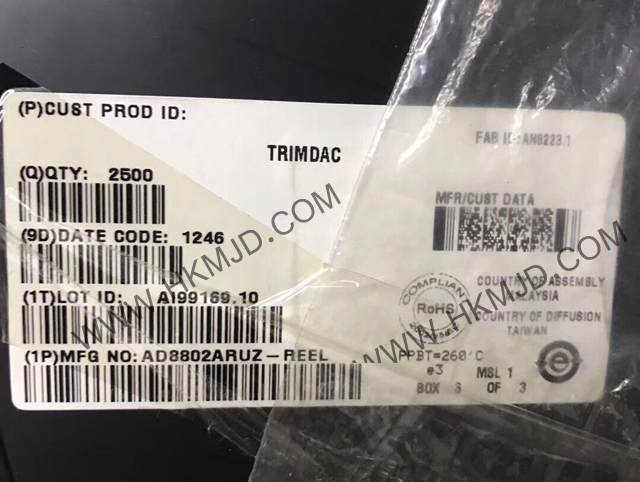 (P)CUST PROD ID:
TRIMDAC
FAB ID:AN8223.1
(Q)QTY: 2500
MFR/CUST DATA
(9D)DATE CODE: 1246
(1T)LOT ID: AI99169.10
COMPLIANT
RoHS
COUNTRY OF ASSEMBLY
MALAYSIA
COUNTRY OF DIFFUSION
TAIWAN
(1P)MFG NO: AD8802ARUZ-REEL
PPBT=260°C
e3 MSL 1
e
BOX 3 OF 3
WWW.HKMJD.COM
WWW.HKMJD.COM
WWW.HKMJD.COM